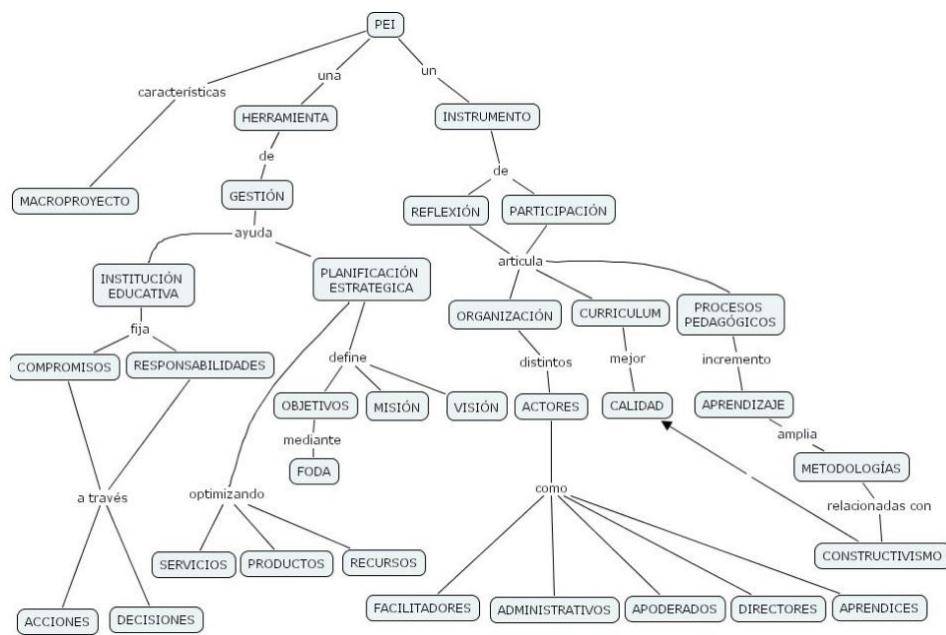 PEI
una
un
características
HERRAMIENTA
INSTRUMENTO
de
de
MACROPROYECTO
GESTIÓN
REFLEXIÓN
PARTICIPACIÓN
ayuda
articula
INSTITUCIÓN
EDUCATIVA
PLANIFICACIÓN
ESTRATEGICA
ORGANIZACIÓN
CURRICULUM
PROCESOS
PEDAGÓGICOS
fija
define
distintos
mejor
incremento
COMPROMISOS
RESPONSABILIDADES
OBJETIVOS
MISIÓN
VISIÓN
ACTORES
CALIDAD
APRENDIZAJE
mediante
amplia
FODA
METODOLOGÍAS
a través
optimizando
como
relacionadas con
SERVICIOS
PRODUCTOS
RECURSOS
CONSTRUCTIVISMO
ACCIONES
DECISIONES
FACILITADORES
ADMINISTRATIVOS
APODERADOS
DIRECTORES
APRENDICES